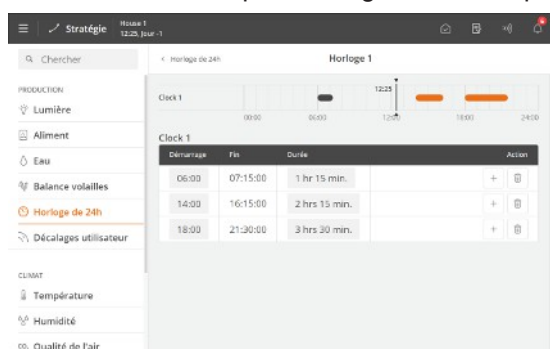 Stratégie
House 1
12:25, Jour -1
Chercher
Horloge de 24h
Horloge 1
PRODUCTION
Lumière
Aliment
Eau
Balance volailles
Horloge de 24h
Décalages utilisateur
CLIMAT
Température
Humidité
Qualité de l'air
Clock 1
12:25
00:00
06:00
12:00
18:00
24:00
Clock 1
Démarrage Fin Durée Action
06:00 07:15:00 1 hr 15 min.
14:00 16:15:00 2 hrs 15 min.
18:00 21:30:00 3 hrs 30 min.